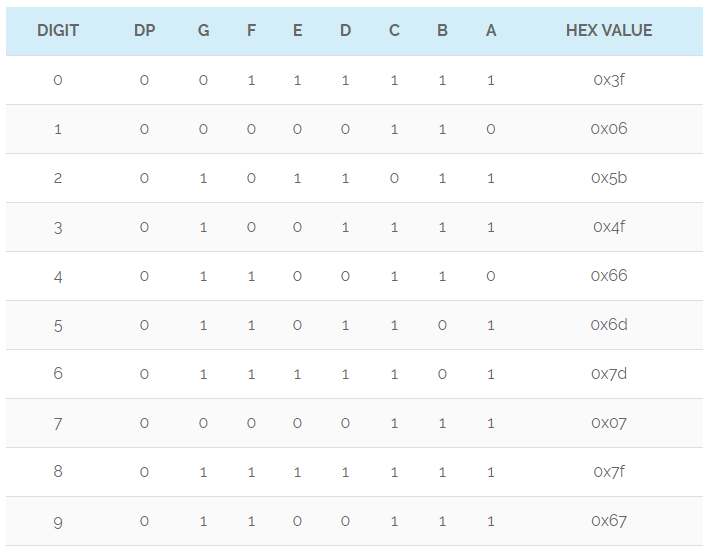 DIGIT DP G F E D C B A HEX VALUE
0 0 0 1 1 1 1 1 1 0x3f
1 0 0 0 0 0 1 1 0 0x06
2 0 1 0 1 1 0 1 1 0x5b
3 0 1 0 0 1 1 1 1 0x4f
4 0 1 1 0 0 1 1 0 0x66
5 0 1 1 0 1 1 0 1 0x6d
6 0 1 1 1 1 1 0 1 0x7d
7 0 0 0 0 0 1 1 1 0x07
8 0 1 1 1 1 1 1 1 0x7f
9 0 1 1 0 0 1 1 1 0x67